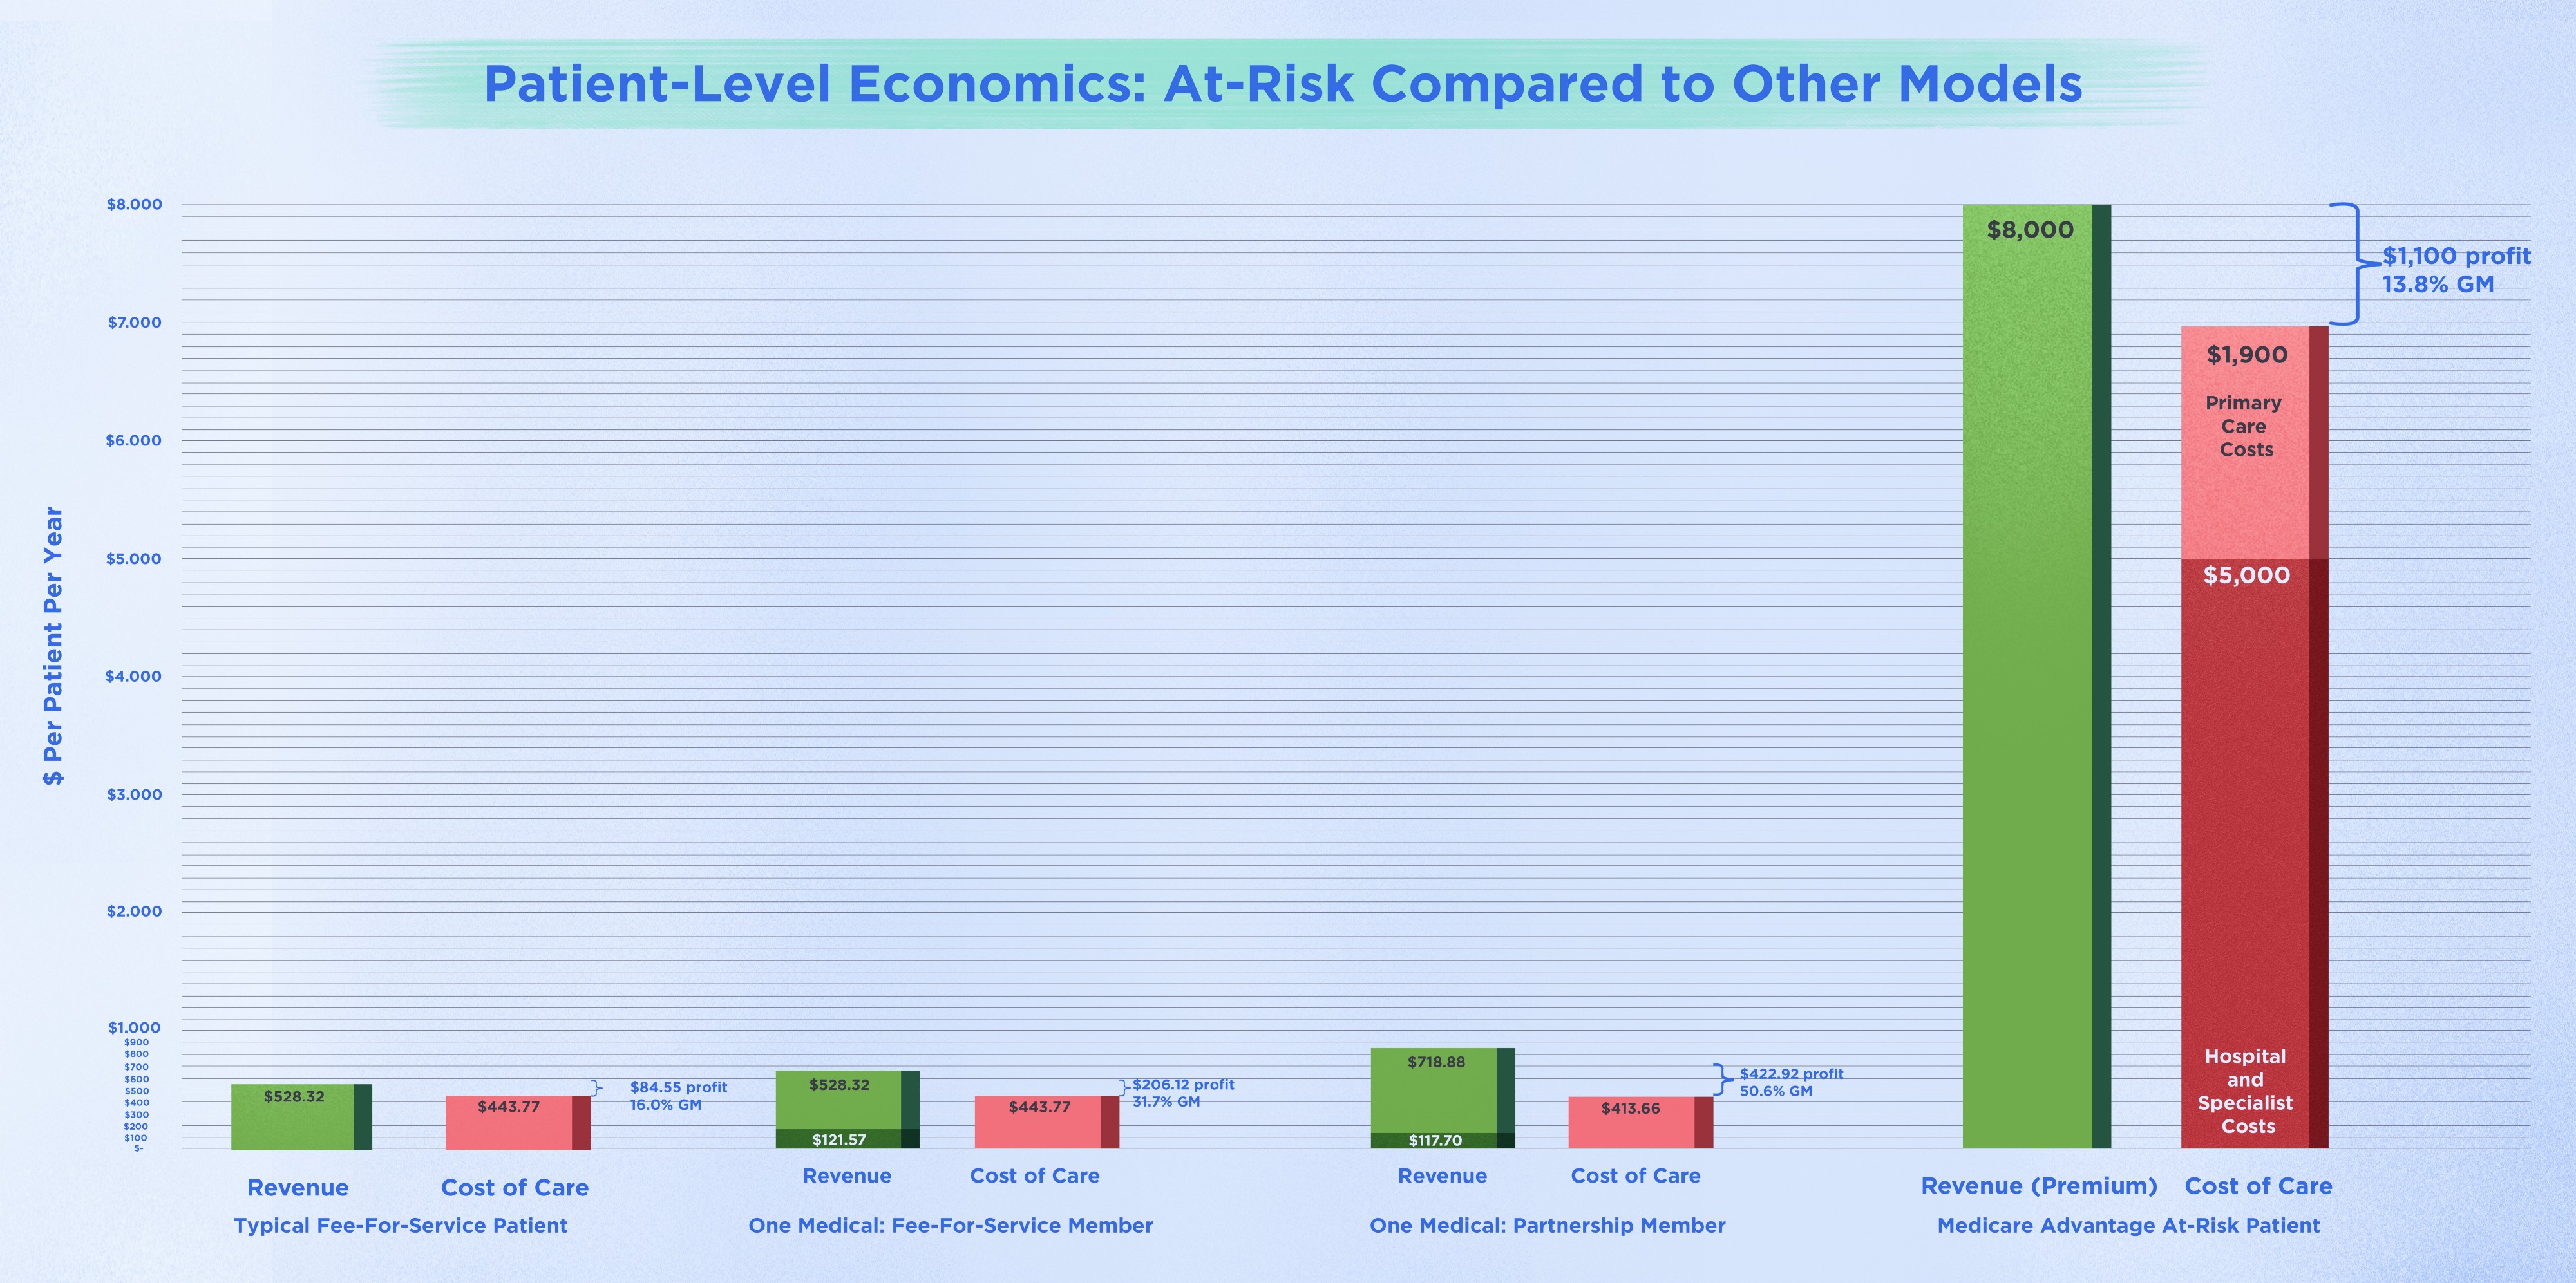 Patient-Level Economics: At-Risk Compared to Other Models
$ Per Patient Per Year
$8.000
$7.000
$6.000
$5.000
$4.000
$3.000
$2.000
$1.000
$900
$800
$700
$600
$500
$400
$300
$200
$100
$-
$528.32
$443.77
$84.55 profit
16.0% GM
Revenue
Cost of Care
Typical Fee-For-Service Patient
$528.32
$121.57
$443.77
$206.12 profit
31.7% GM
Revenue
Cost of Care
One Medical: Fee-For-Service Member
$718.88
$117.70
$413.66
$422.92 profit
50.6% GM
Revenue
Cost of Care
One Medical: Partnership Member
$8,000
$1,900
Primary
Care
Costs
$5,000
Hospital
and
Specialist
Costs
$1,100 profit
13.8% GM
Revenue (Premium)
Cost of Care
Medicare Advantage At-Risk Patient